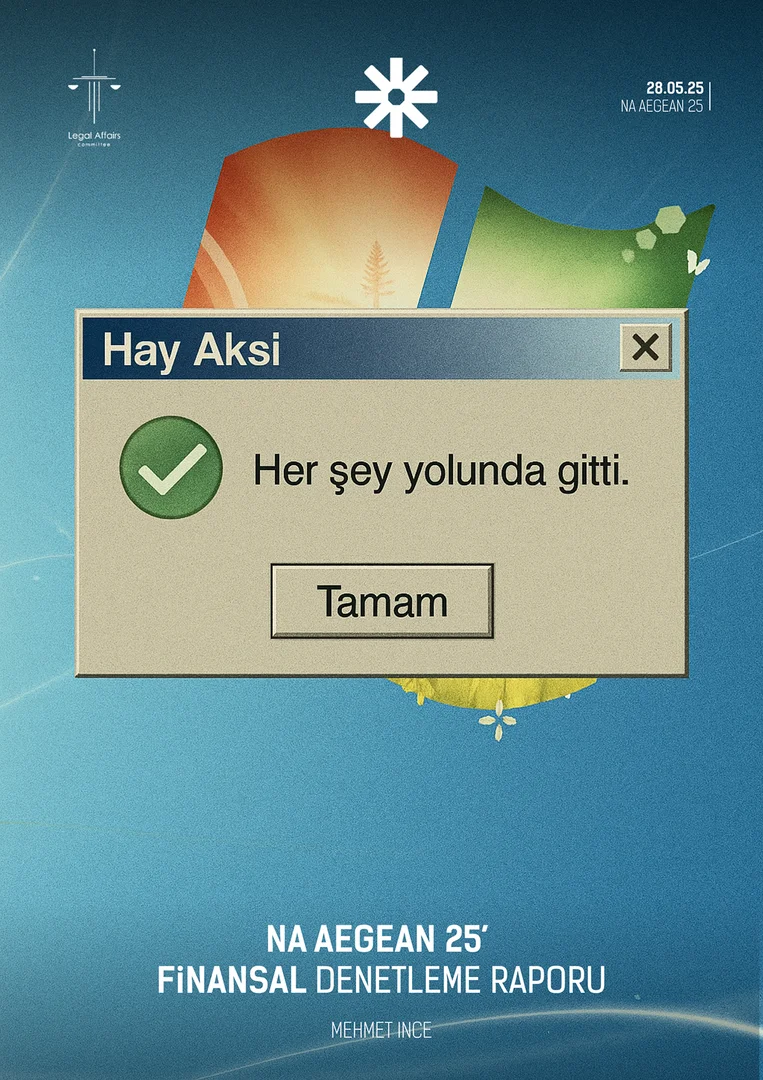 Legal Affairs
committee
28.05.25
NA AEGEAN 25
Hay Aksi
Her şey yolunda gitti.
Tamam
NA AEGEAN 25’
FiNANSAL DENETLEME RAPORU
MEHMET INCE